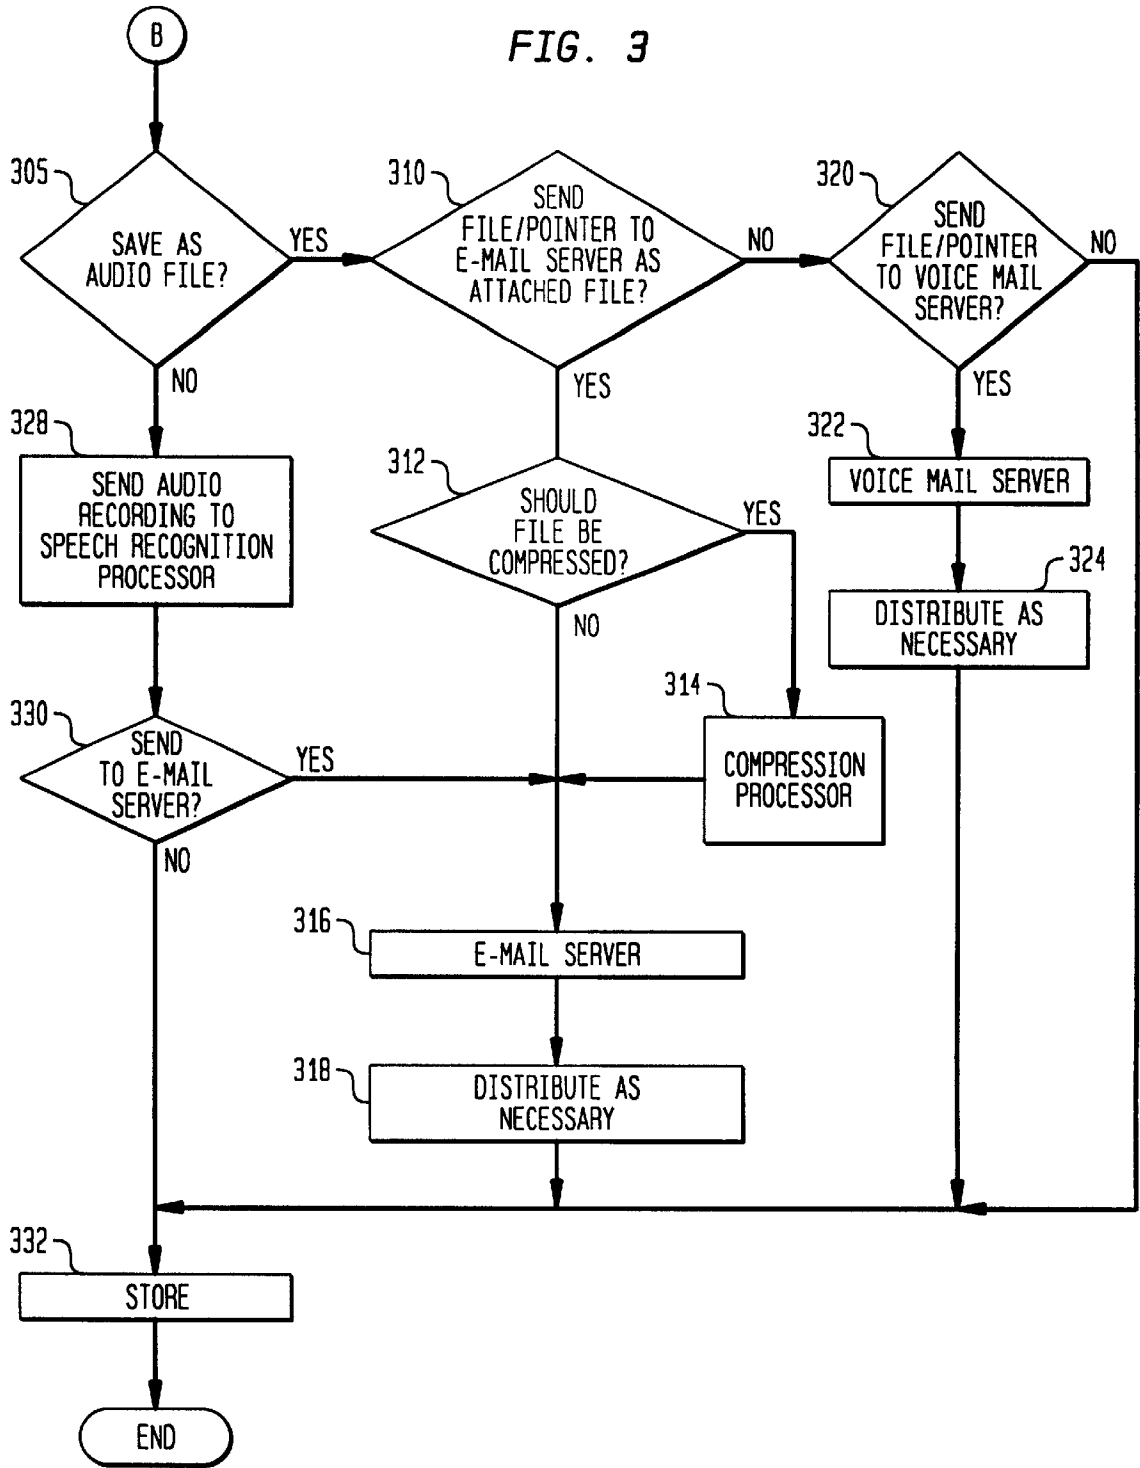 B
FIG. 3
305
SAVE AS
AUDIO FILE?
YES
NO
310
SEND
FILE/POINTER TO
E-MAIL SERVER AS
ATTACHED FILE?
NO
YES
320
SEND
FILE/POINTER
TO VOICE MAIL
SERVER?
NO
YES
328
SEND AUDIO
RECORDING TO
SPEECH RECOGNITION
PROCESSOR
312
SHOULD
FILE BE
COMPRESSED?
YES
NO
322
VOICE MAIL SERVER
324
DISTRIBUTE AS
NECESSARY
330
SEND
TO E-MAIL
SERVER?
YES
NO
314
COMPRESSION
PROCESSOR
316
E-MAIL SERVER
318
DISTRIBUTE AS
NECESSARY
332
STORE
END